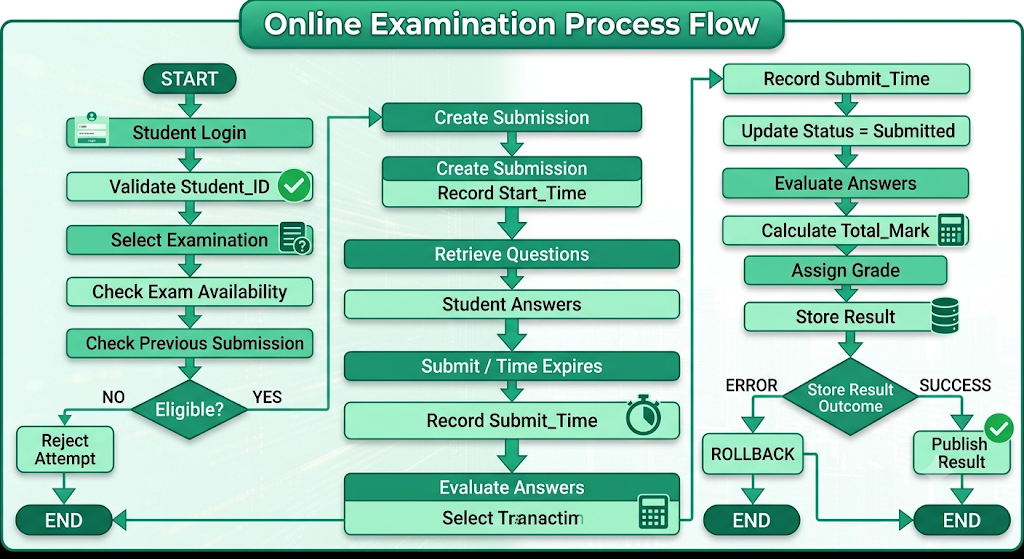 Online Examination Process Flow
START
Student Login
Validate Student_ID
Select Examination
Check Exam Availability
Check Previous Submission
NO
Eligible?
YES
Reject
Attempt
END
Create Submission
Create Submission
Record Start_Time
Retrieve Questions
Student Answers
Submit / Time Expires
Record Submit_Time
Evaluate Answers
Select
Record Submit_Time
Update Status = Submitted
Evaluate Answers
Calculate Total_Mark
Assign Grade
Store Result
ERROR
Store Result
Outcome
SUCCESS
ROLLBACK
Publish
Result
END
END